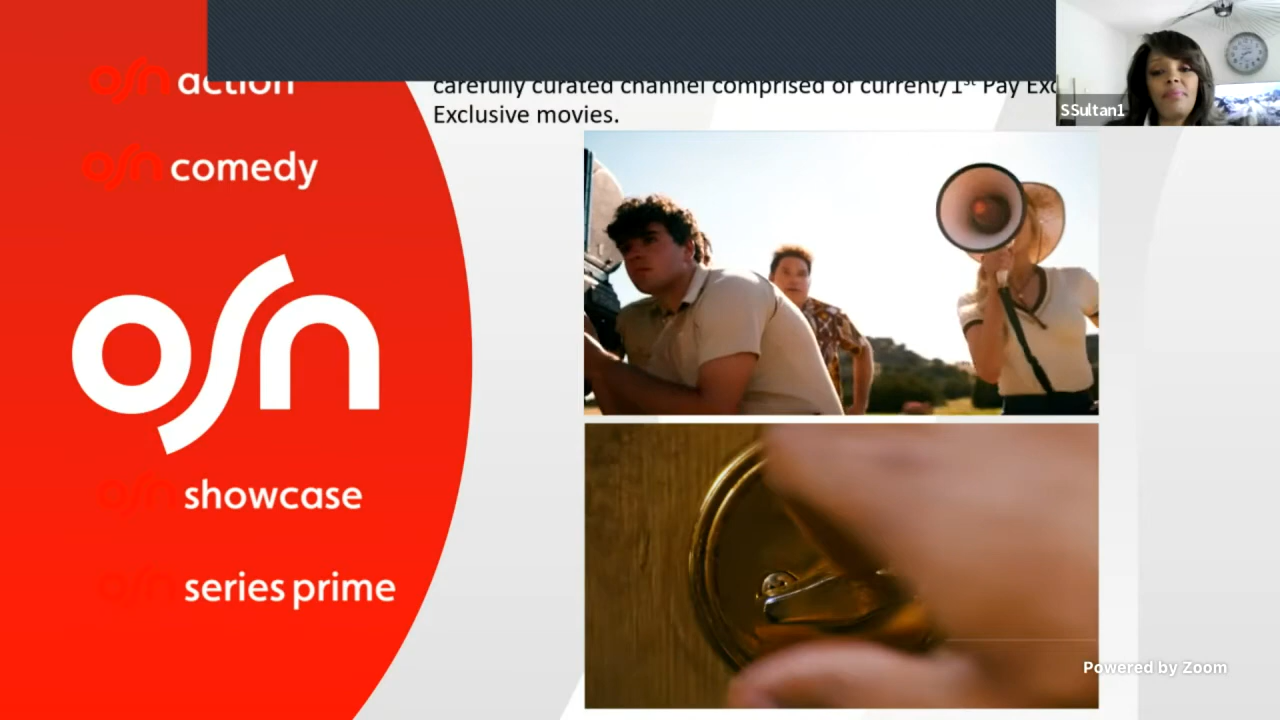 osn action
osn comedy
osn
osn showcase
osn series prime
carefully curated channel comprised of current/1st Pay
Exclusive movies.
SSultan1
Powered by Zoom